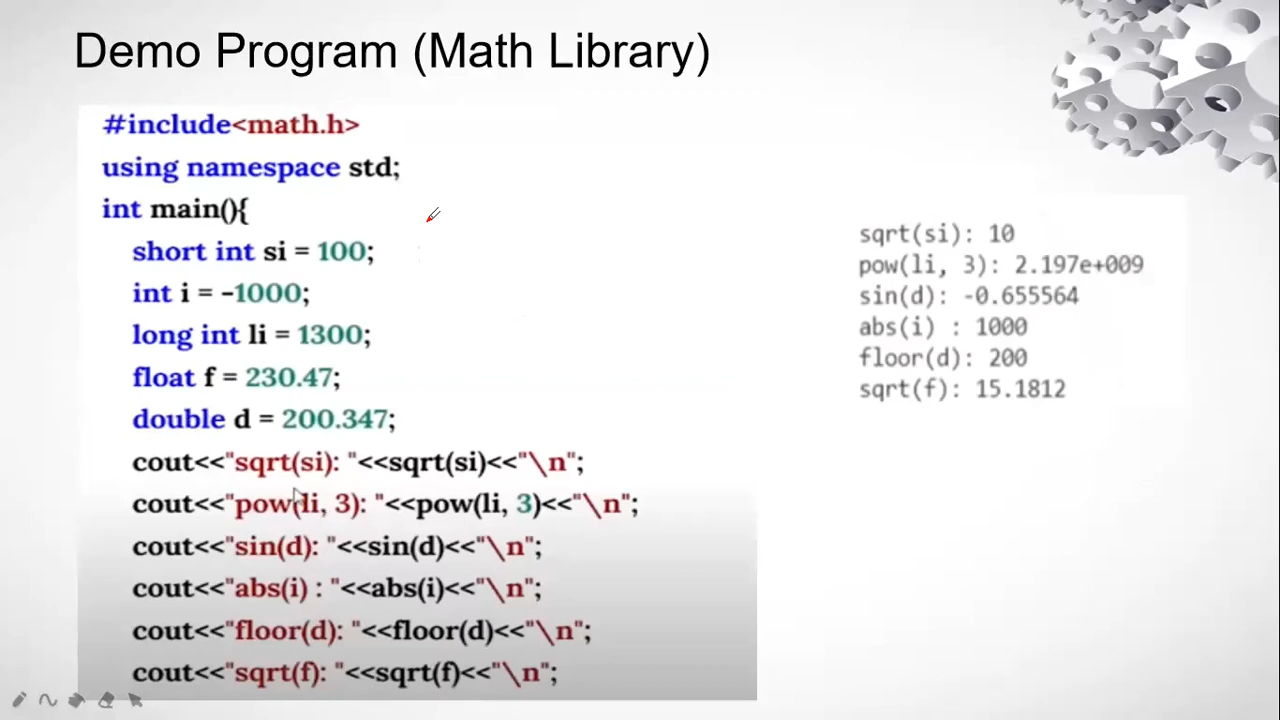 Demo Program (Math Library)
#include<math.h>
using namespace std;
int main(){
short int si = 100;
int i = -1000;
long int li = 1300;
float f = 230.47;
double d = 200.347;
cout<<"sqrt(si): "<<sqrt(si)<<"\n";
cout<<"pow(li, 3): "<<pow(li, 3)<<"\n";
cout<<"sin(d): "<<sin(d)<<"\n";
cout<<"abs(i) : "<<abs(i)<<"\n";
cout<<"floor(d): "<<floor(d)<<"\n";
cout<<"sqrt(f): "<<sqrt(f)<<"\n";
sqrt(si): 10
pow(li, 3): 2.197e+009
sin(d): -0.655564
abs(i) : 1000
floor(d): 200
sqrt(f): 15.1812